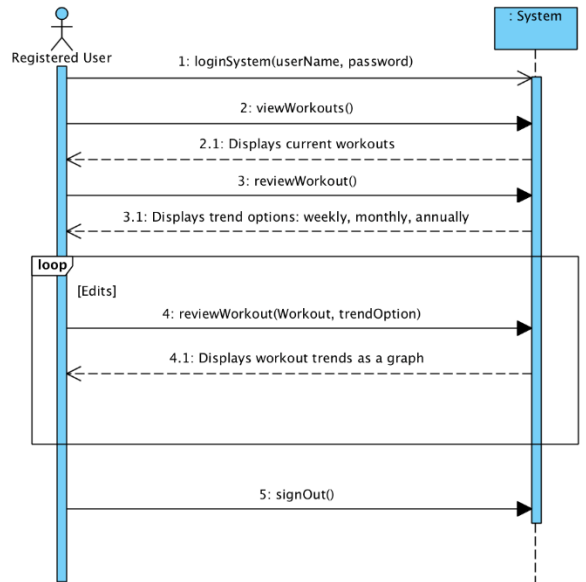 : System
Registered User
1: loginSystem(userName, password)
2: viewWorkouts()
2.1: Displays current workouts
3: reviewWorkout()
3.1: Displays trend options: weekly, monthly, annually
loop
[Edits]
4: reviewWorkout(Workout, trendOption)
4.1: Displays workout trends as a graph
5: signOut()